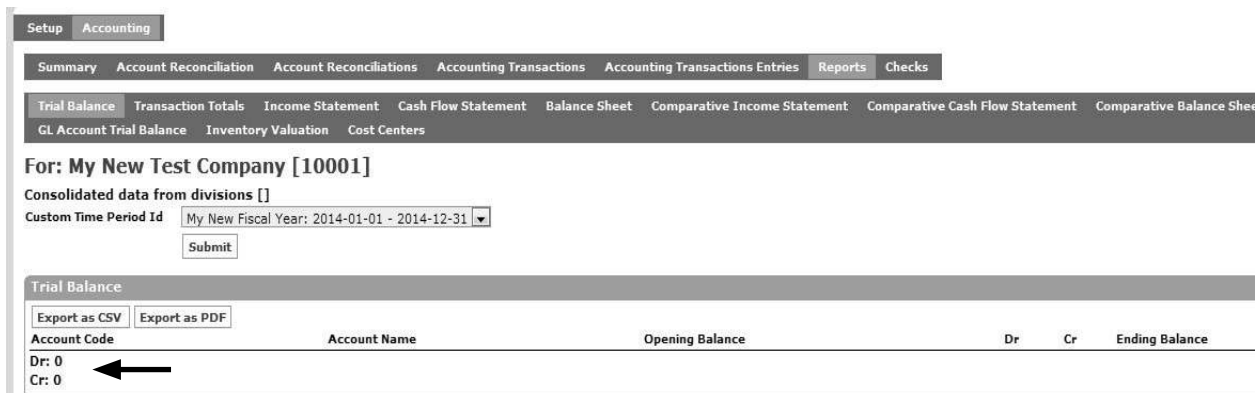 Setup Accounting
Summary Account Reconciliation Account Reconciliations Accounting Transactions Accounting Transactions Entries Reports Checks
Trial Balance Transaction Totals Income Statement Cash Flow Statement Balance Sheet Comparative Income Statement Comparative Cash Flow Statement Comparative Balance Shee
GL Account Trial Balance Inventory Valuation Cost Centers
For: My New Test Company [10001]
Consolidated data from divisions []
Custom Time Period Id My New Fiscal Year: 2014-01-01 - 2014-12-31
Submit
Trial Balance
Export as CSV Export as PDF
Account Code Account Name Opening Balance Dr Cr Ending Balance
Dr: 0
Cr: 0